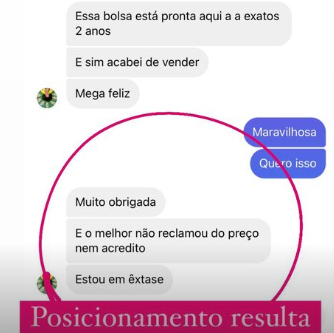 Essa bolsa está pronta aqui a a exatos
2 anos
E sim acabei de vender
Mega feliz
Maravilhosa
Quero isso
Muito obrigada
E o melhor não reclamou do preço
nem acredito
Estou em êxtase
Posicionamento resulta